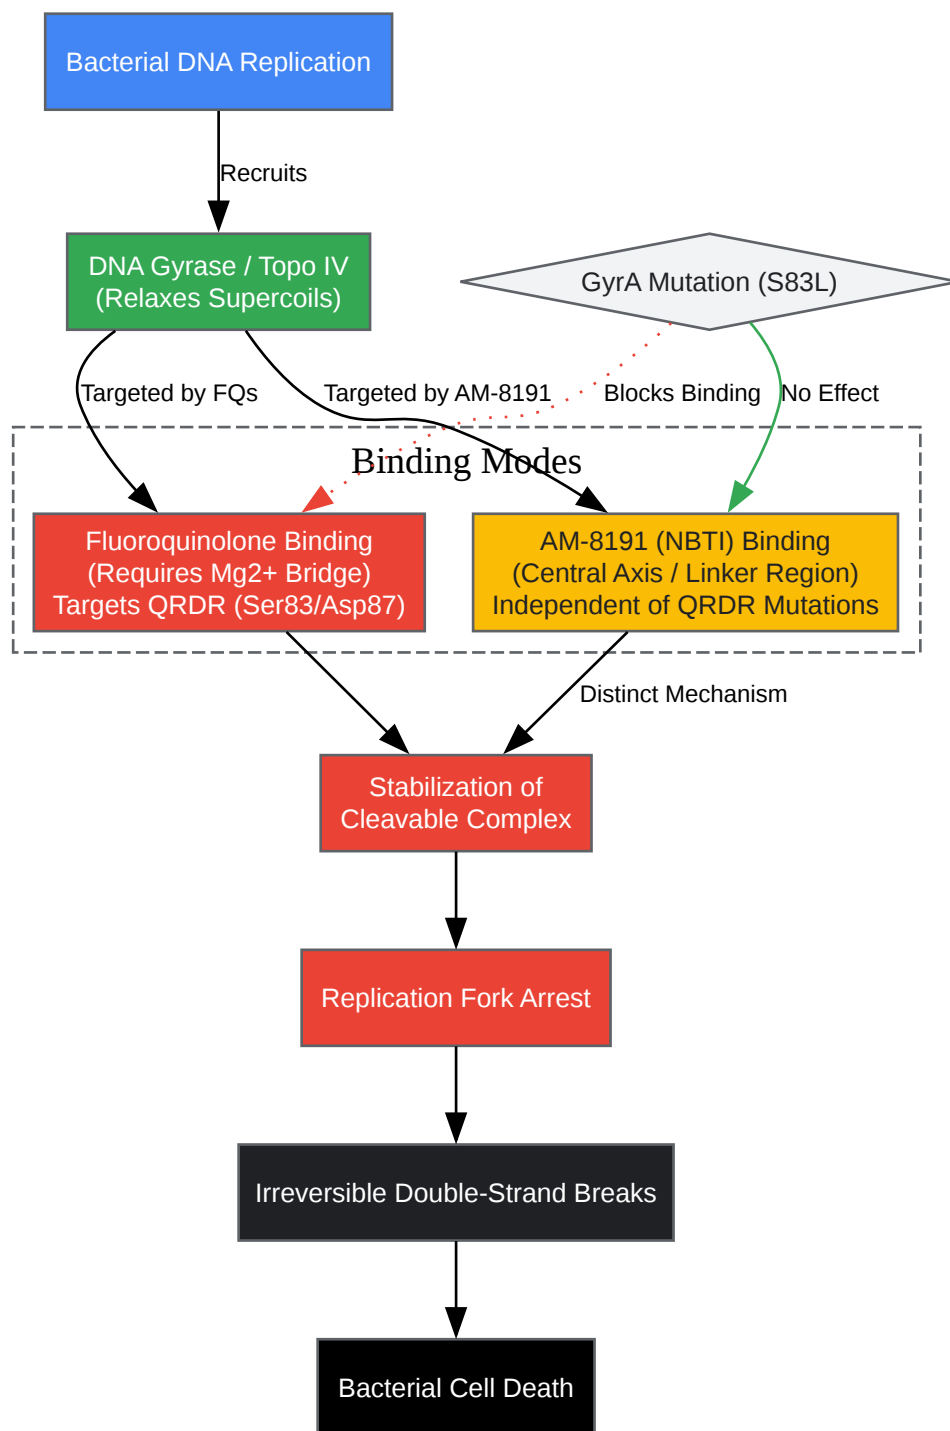 Bacterial DNA Replication
Recruits
DNA Gyrase / Topo IV
(Relaxes Supercoils)
GyrA Mutation (S83L)
Targeted by FQs
Targeted by AM-8191
Blocks Binding
No Effect
Binding Modes
Fluoroquinolone Binding
(Requires Mg2+ Bridge)
Targets QRDR (Ser83/Asp87)
AM-8191 (NBTI) Binding
(Central Axis / Linker Region)
Independent of QRDR Mutations
Distinct Mechanism
Stabilization of
Cleavable Complex
Replication Fork Arrest
Irreversible Double-Strand Breaks
Bacterial Cell Death